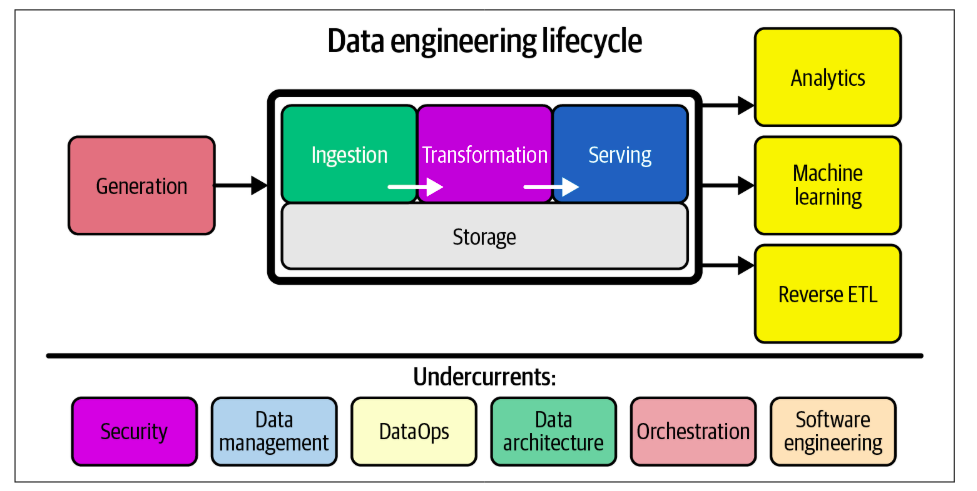 Data engineering lifecycle
Generation
Ingestion
Transformation
Serving
Storage
Analytics
Machine
learning
Reverse ETL
Undercurrents:
Security
Data
management
DataOps
Data
architecture
Orchestration
Software
engineering